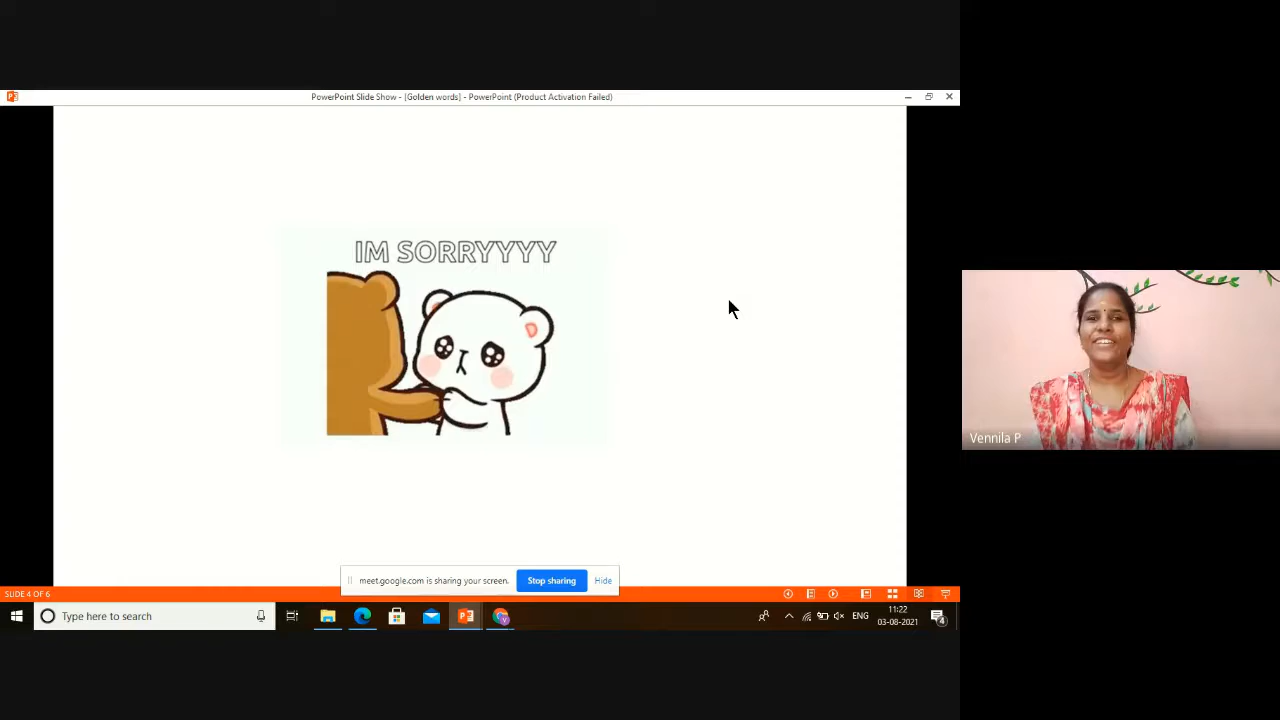 PowerPoint Slide Show - [Golden words] - PowerPoint (Product Activation Failed)
IM SORRYYYY
Vennila P
meet.google.com is sharing your screen.
Stop sharing
Hide
SLIDE 4 OF 6
Type here to search
ENG
11:22
03-08-2021
4